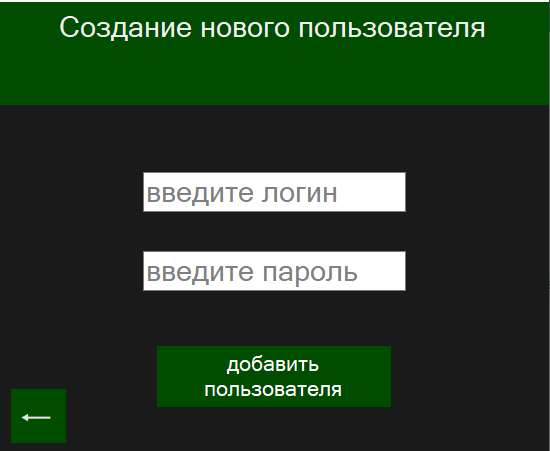 Создание нового пользователя
введите логин
введите пароль
добавить
пользователя